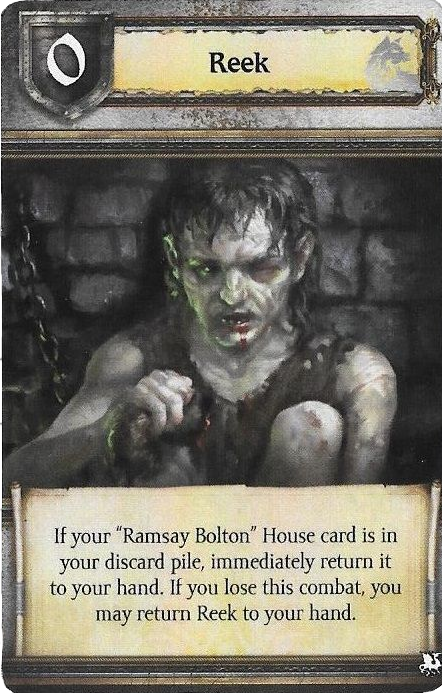 0
Reek
If your “Ramsay Bolton” House card is in
your discard pile, immediately return it
to your hand. If you lose this combat, you
may return Reek to your hand.